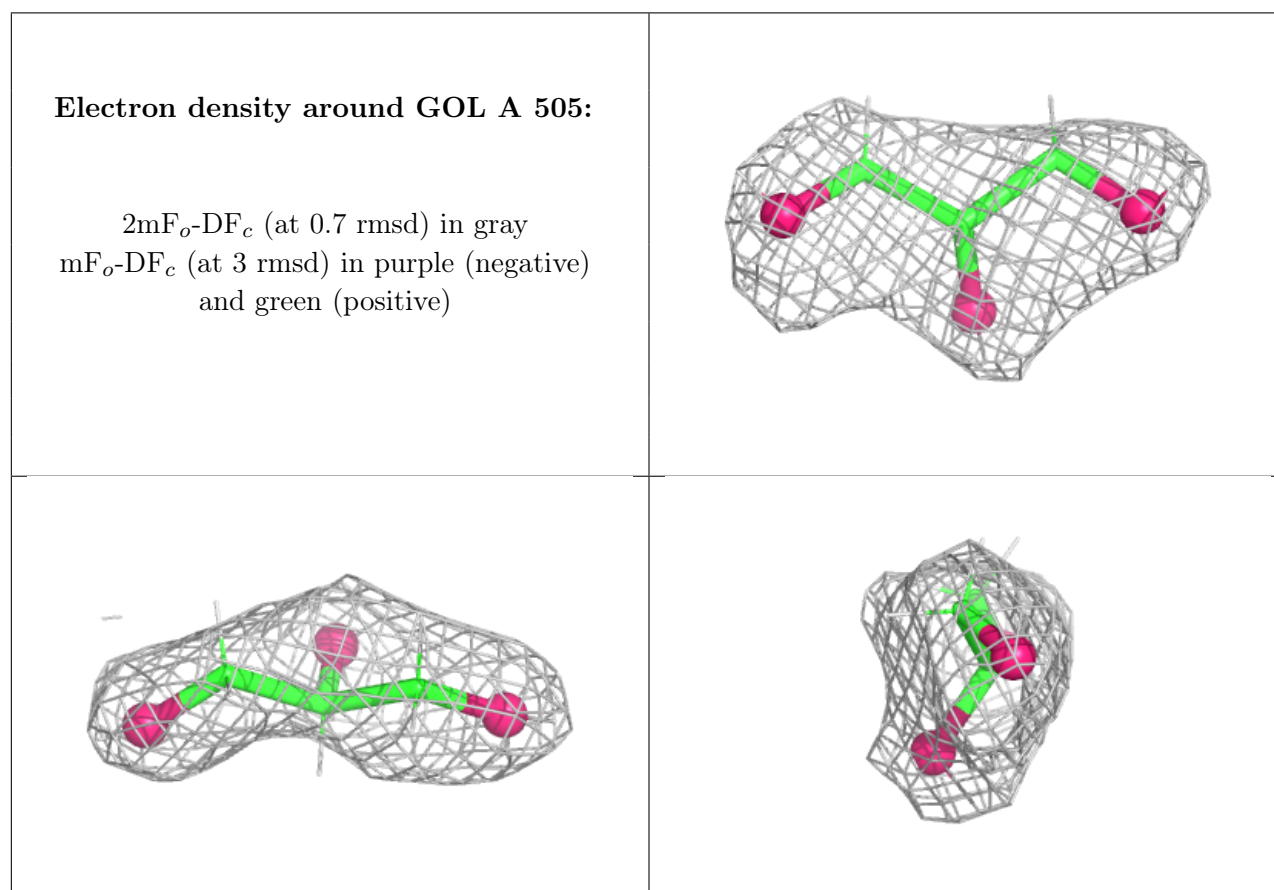 Electron density around GOL A 505:
2mFo-DFc (at 0.7 rmsd) in gray
mFo-DFc (at 3 rmsd) in purple (negative)
and green (positive)